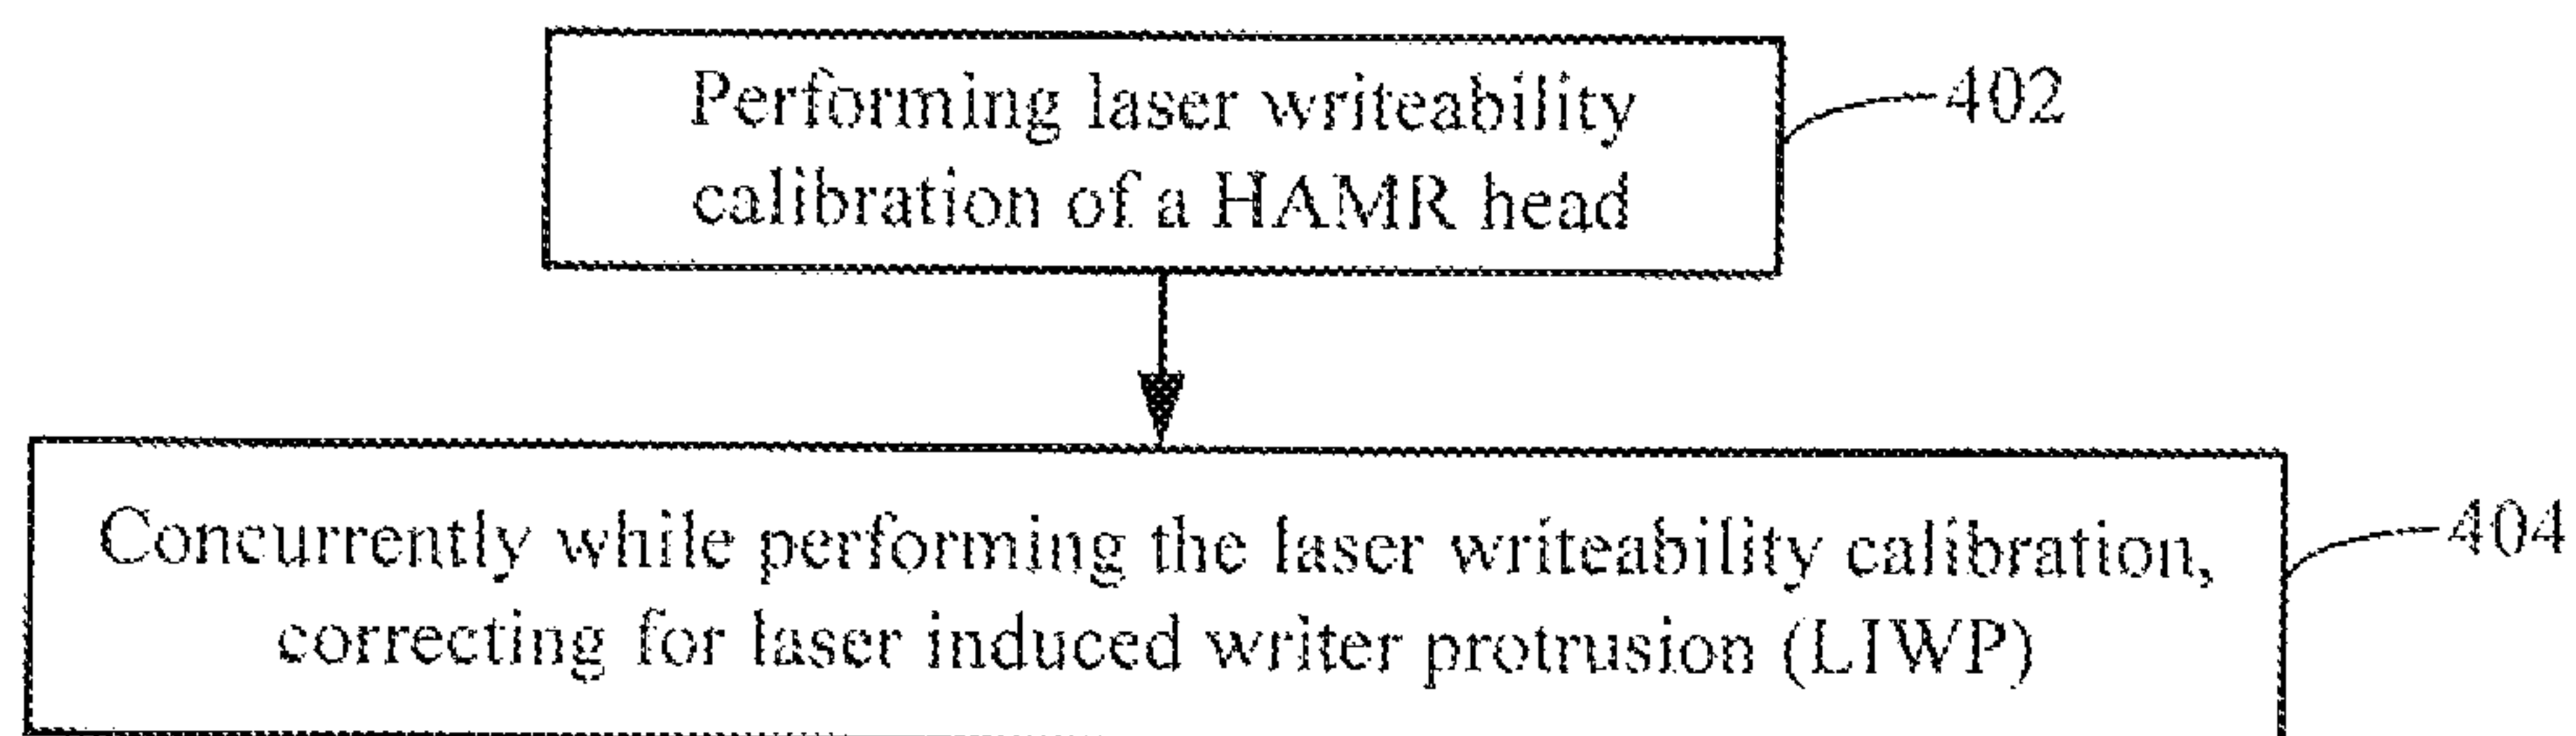 Performing laser writeability
calibration of a HAMR head
402
Concurrently while performing the laser writeability calibration,
correcting for laser induced writer protrusion (LIWP)
404